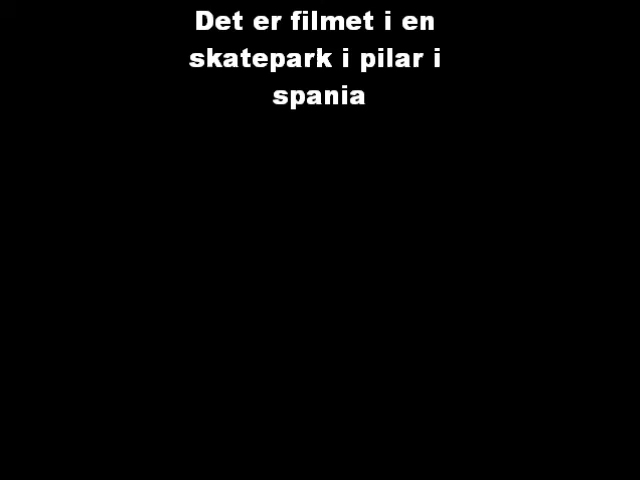 Det er filmet i en
skatepark i pilar i
spania